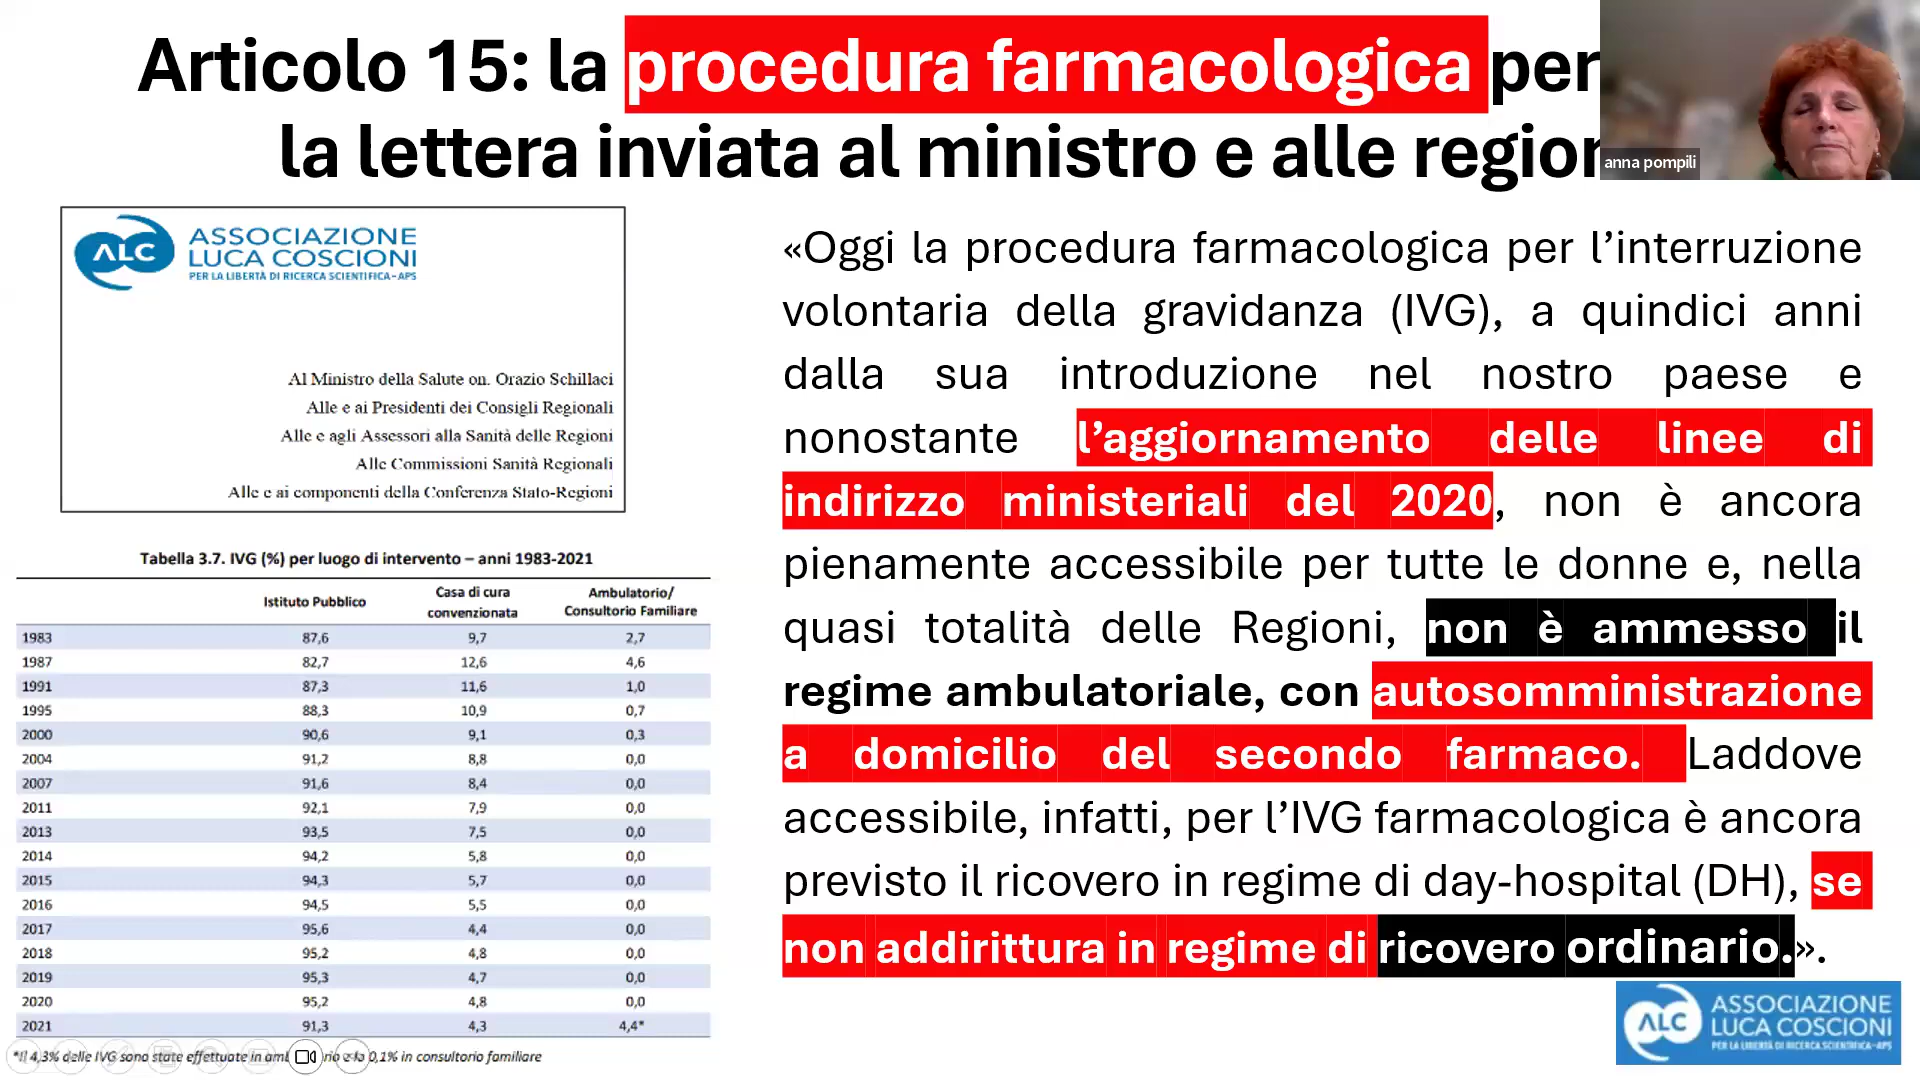 Articolo 15: la procedura farmacologica per
la lettera inviata al ministro e alle region
anna pompili
ALC ASSOCIAZIONE
LUCA COSCIONI
PER LA LIBERTÀ DI RICERCA SCIENTIFICA-APS
Al Ministro della Salute on. Orazio Schillaci
Alle e ai Presidenti dei Consigli Regionali
Alle e agli Assessori alla Sanità delle Regioni
Alle Commissioni Sanità Regionali
Alle e ai componenti della Conferenza Stato-Regioni
Tabella 3.7. IVG (%) per luogo di intervento – anni 1983-2021
Istituto Pubblico Casa di cura convenzionata Ambulatorio/ Consultorio Familiare
1983 87,6 9,7 2,7
1987 82,7 12,6 4,6
1991 87,3 11,6 1,0
1995 88,3 10,9 0,7
2000 90,6 9,1 0,3
2004 91,2 8,8 0,0
2007 91,6 8,4 0,0
2011 92,1 7,9 0,0
2013 93,5 7,5 0,0
2014 94,2 5,8 0,0
2015 94,3 5,7 0,0
2016 94,5 5,5 0,0
2017 95,6 4,4 0,0
2018 95,2 4,8 0,0
2019 95,3 4,7 0,0
2020 95,2 4,8 0,0
2021 91,3 4,3 4,4*
*Il 4,3% delle IVG sono state effettuate in 0,1% in consultorio familiare
«Oggi la procedura farmacologica per l’interruzione
volontaria della gravidanza (IVG), a quindici anni
dalla sua introduzione nel nostro paese e
nonostante l’aggiornamento delle linee di
indirizzo ministeriali del 2020, non è ancora
pienamente accessibile per tutte le donne e, nella
quasi totalità delle Regioni, non è ammesso il
regime ambulatoriale, con autosomministrazione
a domicilio del secondo farmaco. Laddove
accessibile, infatti, per l’IVG farmacologica è ancora
previsto il ricovero in regime di day-hospital (DH), se
non addirittura in regime di ricovero ordinario.».
ALC ASSOCIAZIONE
LUCA COSCIONI
PER LA LIBERTÀ DI RICERCA SCIENTIFICA-APS